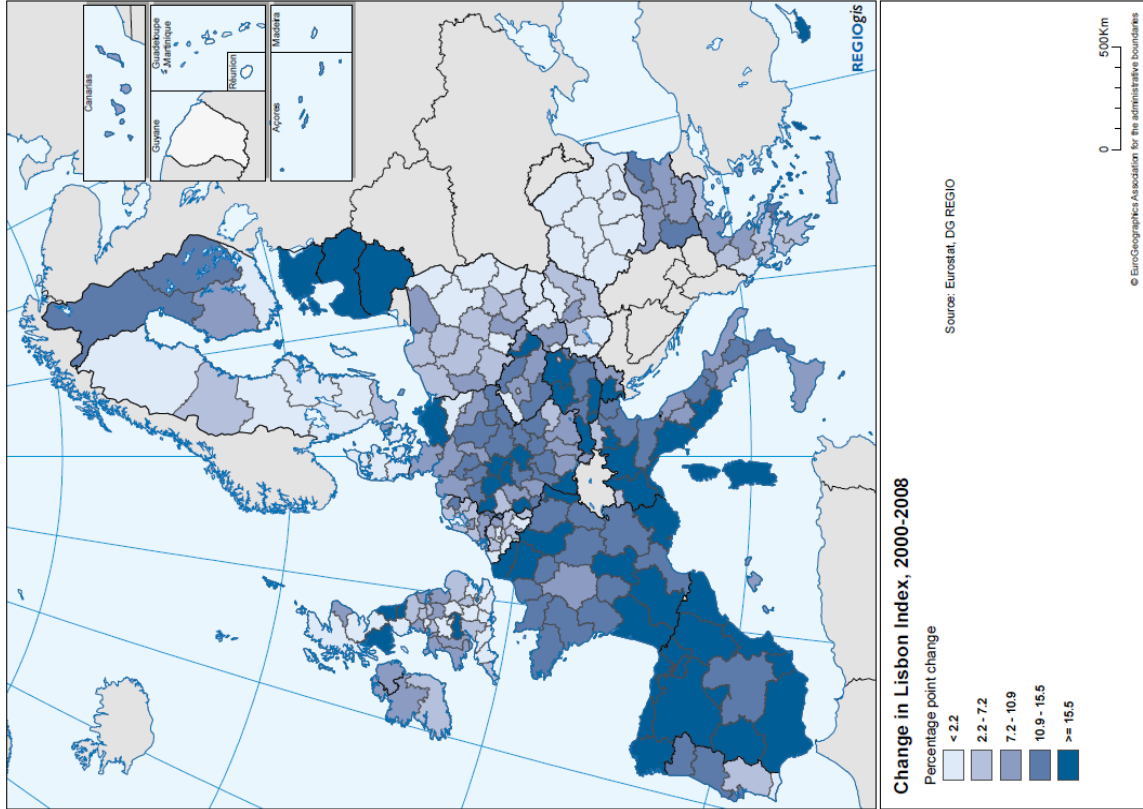 Canarias
Guyane
Guadeloupe
Martinique
Réunion
Açores
Madeira
REGIOgis
Change in Lisbon Index, 2000-2008
Percentage point change
< 2.2
2.2 - 7.2
7.2 - 10.9
10.9 - 15.5
>= 15.5
Source: Eurostat, DG REGIO
0 500Km
© EuroGeographics Association for the administrative boundaries